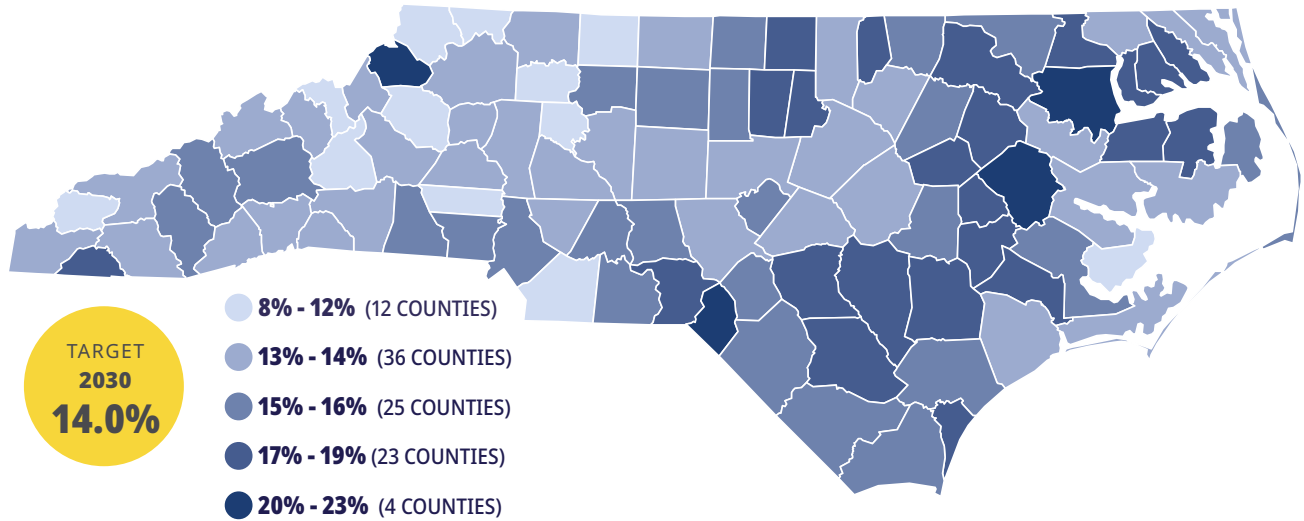 TARGET
2030
14.0%
8% - 12% (12 COUNTIES)
13% - 14% (36 COUNTIES)
15% - 16% (25 COUNTIES)
17% - 19% (23 COUNTIES)
20% - 23% (4 COUNTIES)